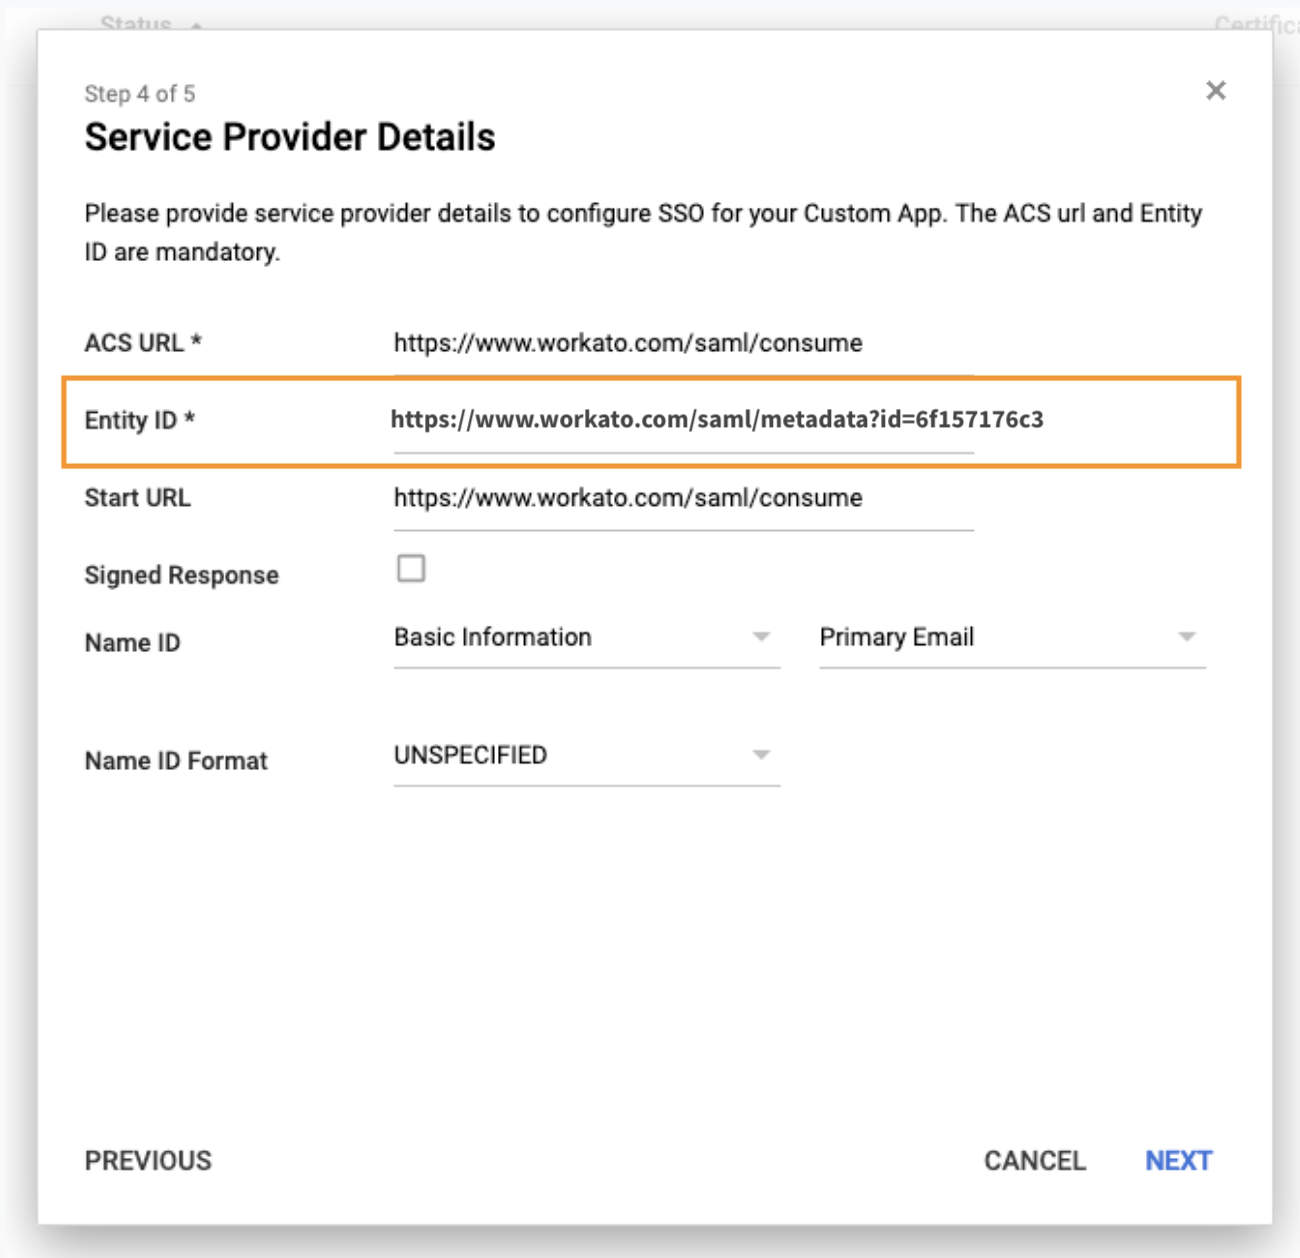 Status
Certifica
Step 4 of 5
Service Provider Details
Please provide service provider details to configure SSO for your Custom App. The ACS url and Entity
ID are mandatory.
ACS URL * https://www.workato.com/saml/consume
Entity ID * https://www.workato.com/saml/metadata?id=6f157176c3
Start URL https://www.workato.com/saml/consume
Signed Response
Name ID Basic Information Primary Email
Name ID Format UNSPECIFIED
PREVIOUS CANCEL NEXT